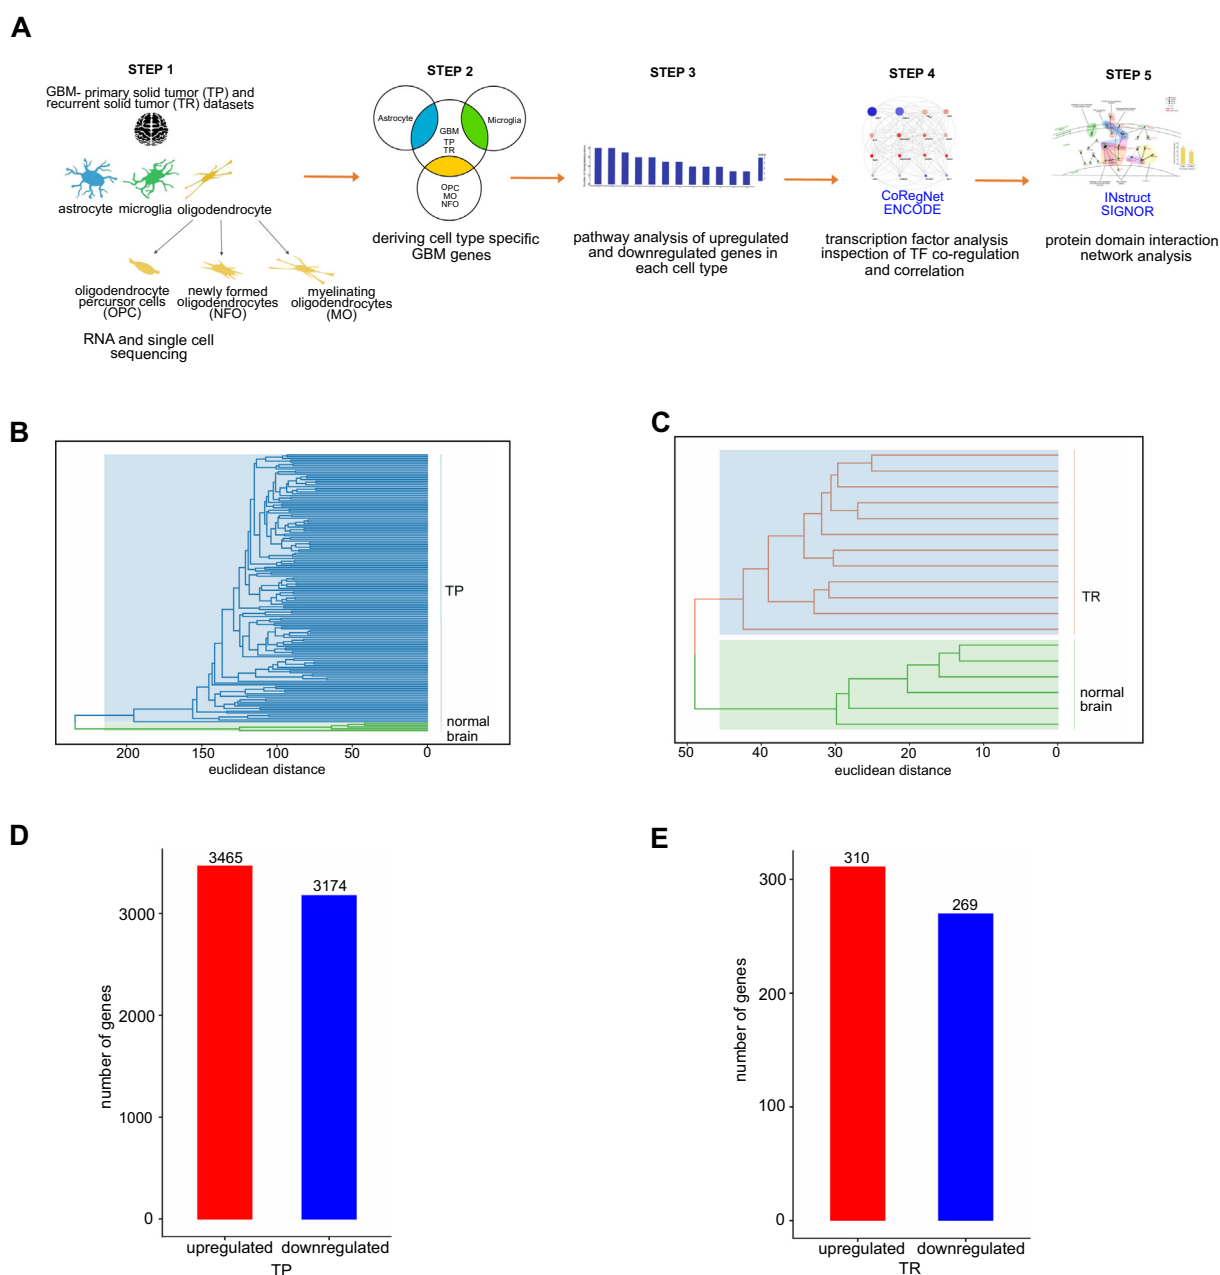 A
STEP 1
GBM- primary solid tumor (TP) and
recurrent solid tumor (TR) datasets
astrocyte microglia oligodendrocyte
oligodendrocyte
percursor cells
(OPC)
newly formed
oligodendrocytes
(NFO)
myelinating
oligodendrocytes
(MO)
RNA and single cell
sequencing
STEP 2
Astrocyte
Microglia
GBM
TP
TR
OPC
MO
NFO
deriving cell type specific
GBM genes
STEP 3
pathway analysis of upregulated
and downregulated genes in
each cell type
STEP 4
CoRegNet
ENCODE
transcription factor analysis
inspection of TF co-regulation
and correlation
STEP 5
INstruct
SIGNOR
protein domain interaction
network analysis
B
TP
normal
brain
200 150 100 50 0
euclidean distance
C
TR
normal
brain
50 40 30 20 10 0
euclidean distance
D
3465
3174
3000
2000
1000
0
number of genes
upregulated downregulated
TP
E
310
269
300
200
100
0
number of genes
upregulated downregulated
TR